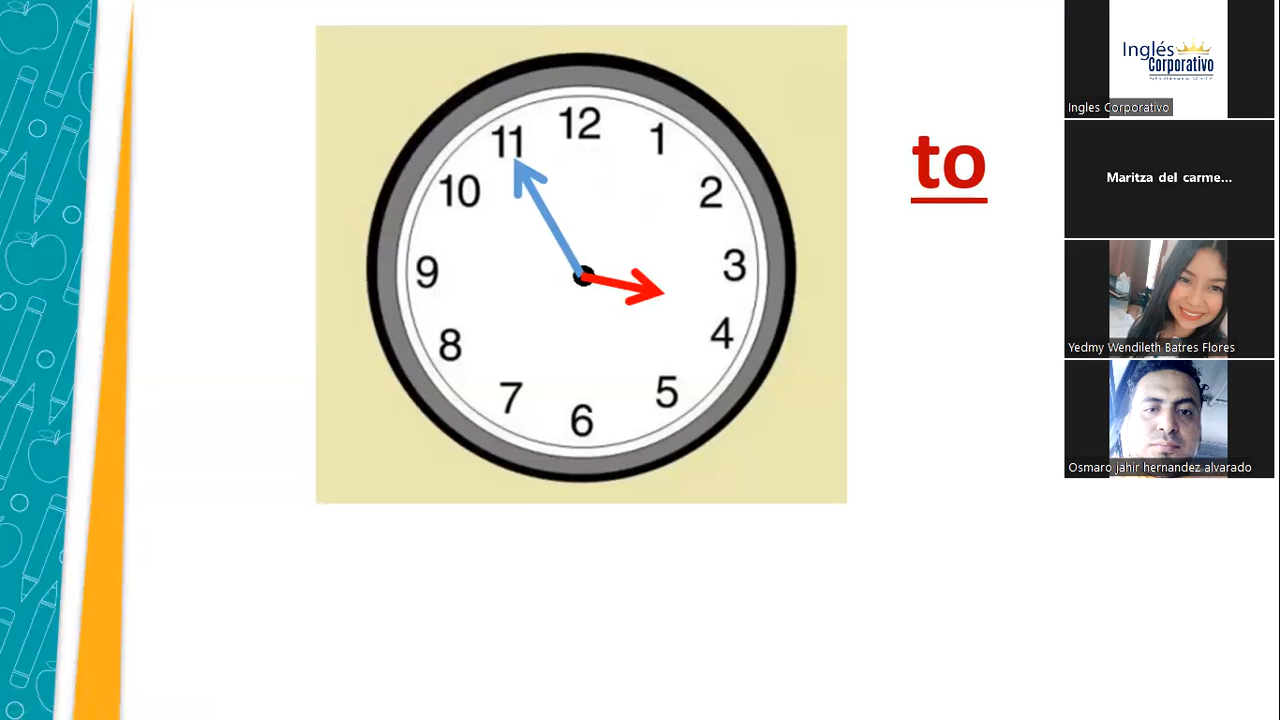 12
11
1
10
2
9
3
8
4
7
5
6
to
Inglés
Corporativo
Ingles Corporativo
Maritza del carme...
Yedmy Wendileth Batres Flores
Osmaro jahir hernandez alvarado